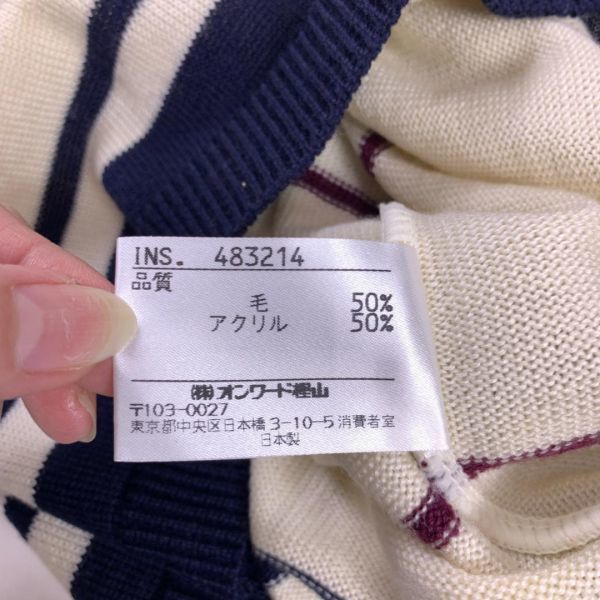 INS. 483214
品質
毛 50%
アクリル 50%
(株)オンワード樫山
〒103-0027
東京都中央区日本橋3-10-5消費者室
日本製